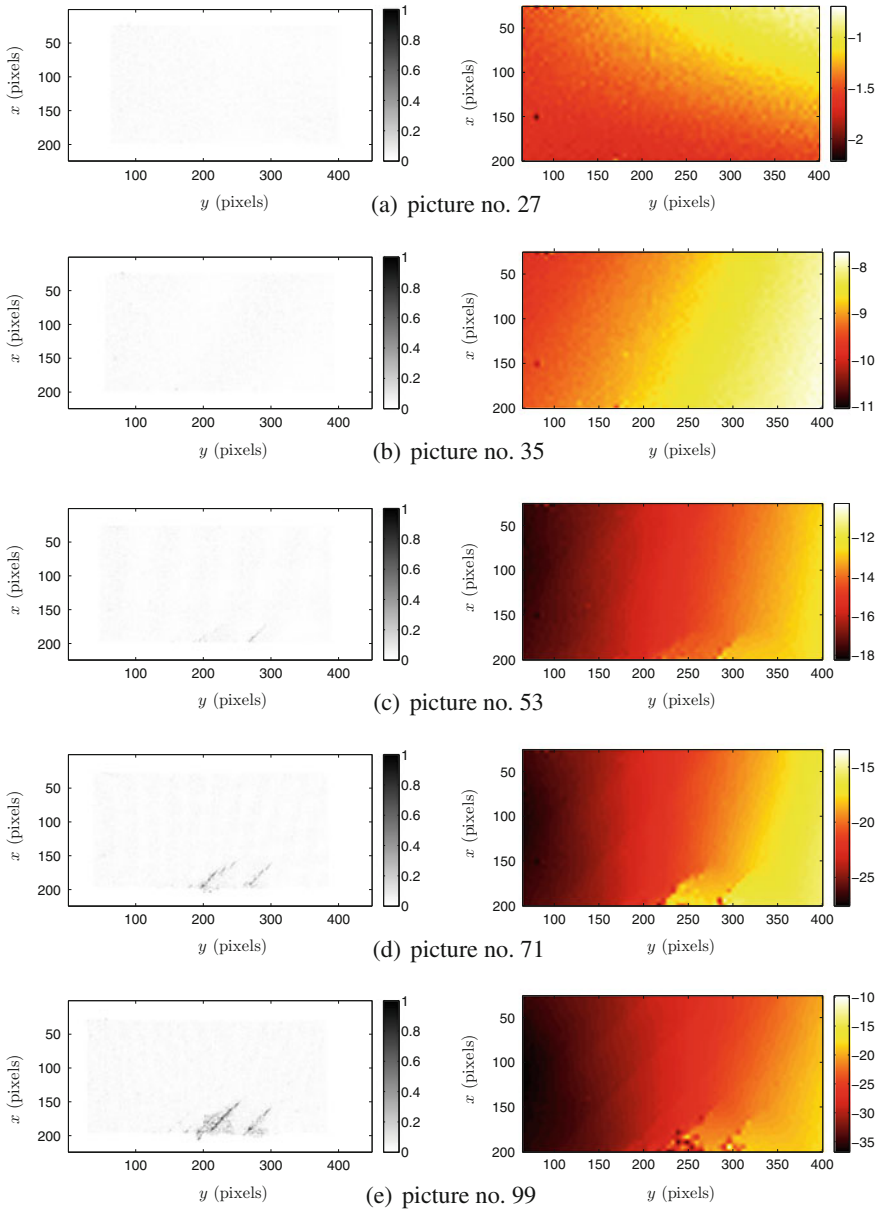 1
0.8
0.6
0.4
0.2
0
50
100
150
200
100 200 300 400
x (pixels)
y (pixels)
−1
−1.5
−2
50
100
150
200
100 150 200 250 300 350 400
x (pixels)
y (pixels)
(a) picture no. 27
1
0.8
0.6
0.4
0.2
0
50
100
150
200
100 200 300 400
x (pixels)
y (pixels)
−8
−9
−10
−11
50
100
150
200
100 150 200 250 300 350 400
x (pixels)
y (pixels)
(b) picture no. 35
1
0.8
0.6
0.4
0.2
0
50
100
150
200
100 200 300 400
x (pixels)
y (pixels)
−12
−14
−16
−18
50
100
150
200
100 150 200 250 300 350 400
x (pixels)
y (pixels)
(c) picture no. 53
1
0.8
0.6
0.4
0.2
0
50
100
150
200
100 200 300 400
x (pixels)
y (pixels)
−15
−20
−25
50
100
150
200
100 150 200 250 300 350 400
x (pixels)
y (pixels)
(d) picture no. 71
1
0.8
0.6
0.4
0.2
0
50
100
150
200
100 200 300 400
x (pixels)
y (pixels)
−10
−15
−20
−25
−30
−35
50
100
150
200
100 150 200 250 300 350 400
x (pixels)
y (pixels)
(e) picture no. 99